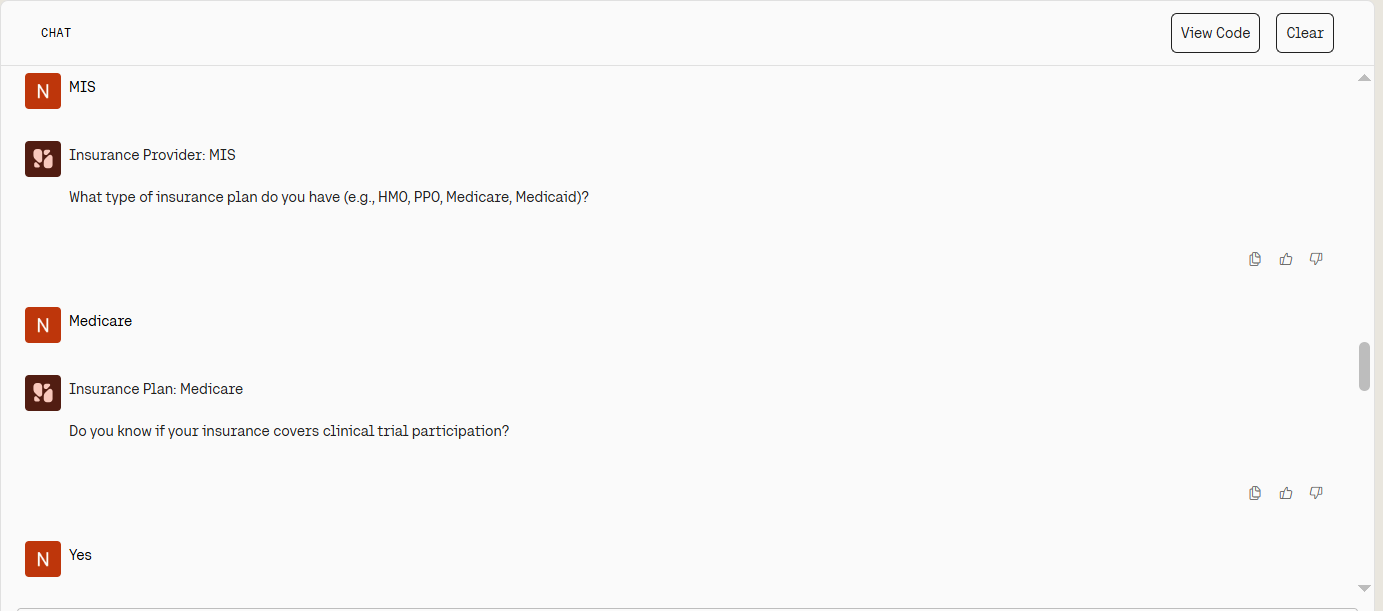 CHAT
View Code
Clear
N
MIS
Insurance Provider: MIS
What type of insurance plan do you have (e.g., HMO, PPO, Medicare, Medicaid)?
N
Medicare
Insurance Plan: Medicare
Do you know if your insurance covers clinical trial participation?
N
Yes